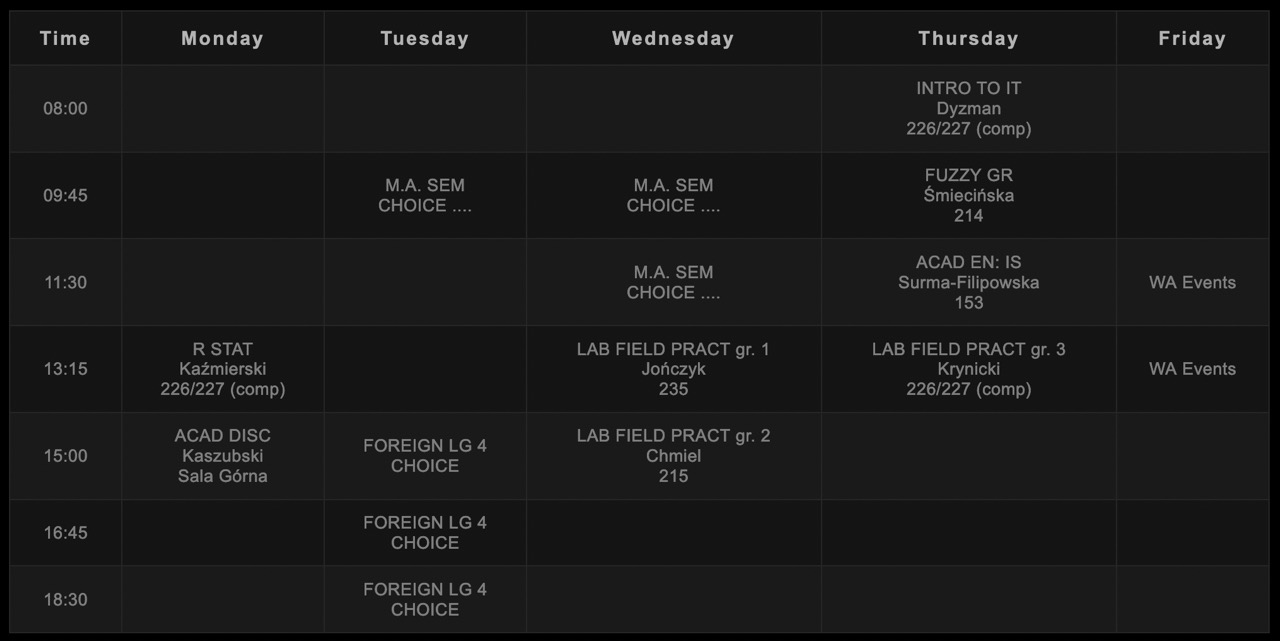 Time Monday Tuesday Wednesday Thursday Friday
08:00
INTRO TO IT
Dyzman
226/227 (comp)
09:45
M.A. SEM
CHOICE ....
M.A. SEM
CHOICE ....
FUZZY GR
Śmiecińska
214
11:30
M.A. SEM
CHOICE ....
ACAD EN: IS
Surma-Filipowska
153
WA Events
13:15
R STAT
Kaźmierski
226/227 (comp)
LAB FIELD PRACT gr. 1
Jończyk
235
LAB FIELD PRACT gr. 3
Krynicki
226/227 (comp)
WA Events
15:00
ACAD DISC
Kaszubski
Sala Górna
FOREIGN LG 4
CHOICE
LAB FIELD PRACT gr. 2
Chmiel
215
16:45
FOREIGN LG 4
CHOICE
18:30
FOREIGN LG 4
CHOICE